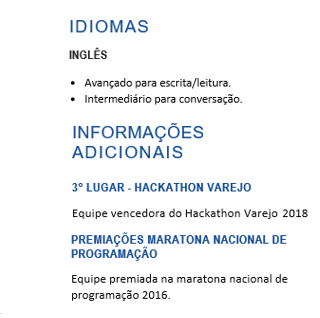 IDIOMAS
INGLÊS
• Avançado para escrita/leitura.
• Intermediário para conversação.
INFORMAÇÕES
ADICIONAIS
3º LUGAR - HACKATHON VAREJO
Equipe vencedora do Hackathon Varejo 2018
PREMIAÇÕES MARATONA NACIONAL DE
PROGRAMAÇÃO
Equipe premiada na maratona nacional de
programação 2016.